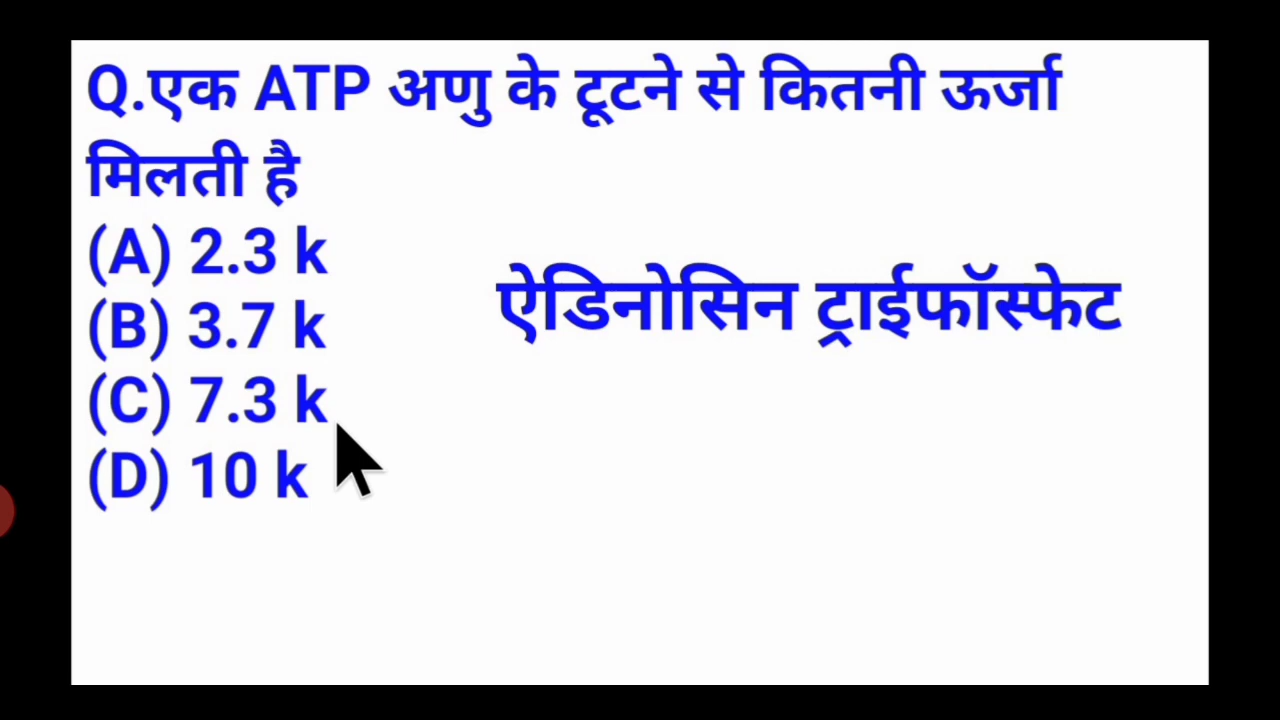 Q.एक ATP अणु के टूटने से कितनी ऊर्जा
मिलती है
(A) 2.3 k
(B) 3.7 k
(C) 7.3 k
(D) 10 k
ऐडिनोसिन ट्राईफॉस्फेट